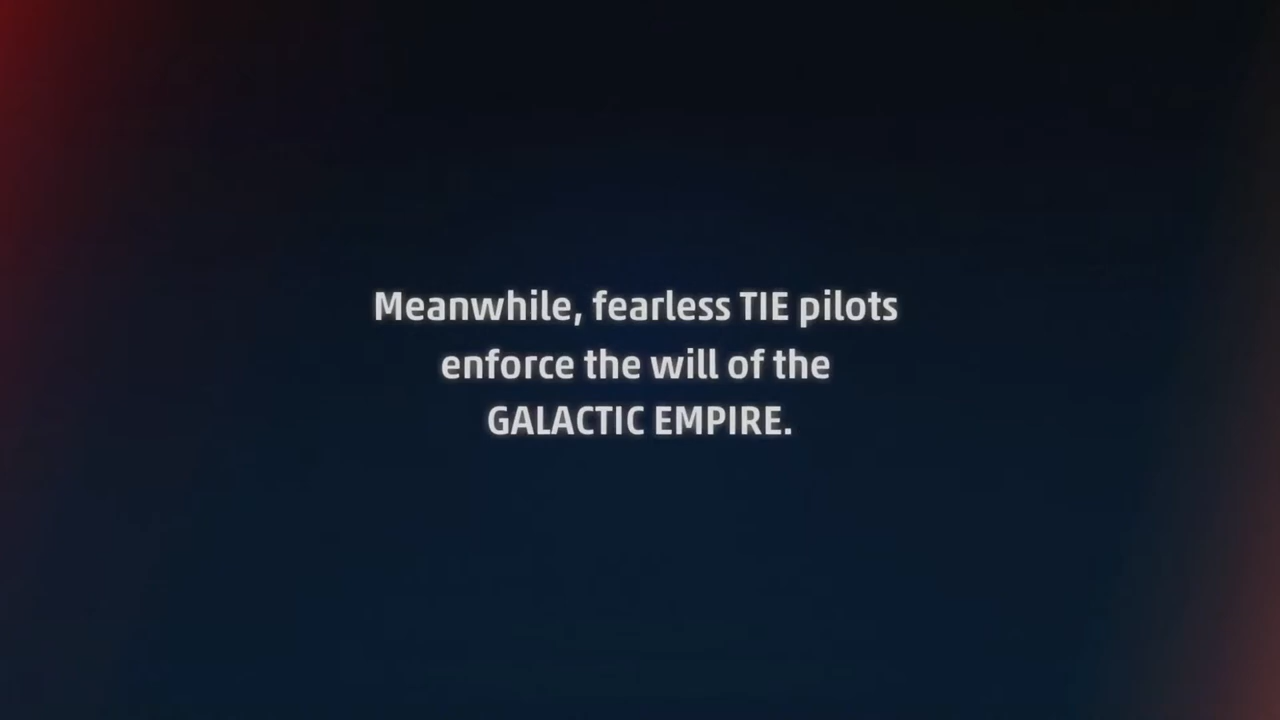 Meanwhile, fearless TIE pilots
enforce the will of the
GALACTIC EMPIRE.